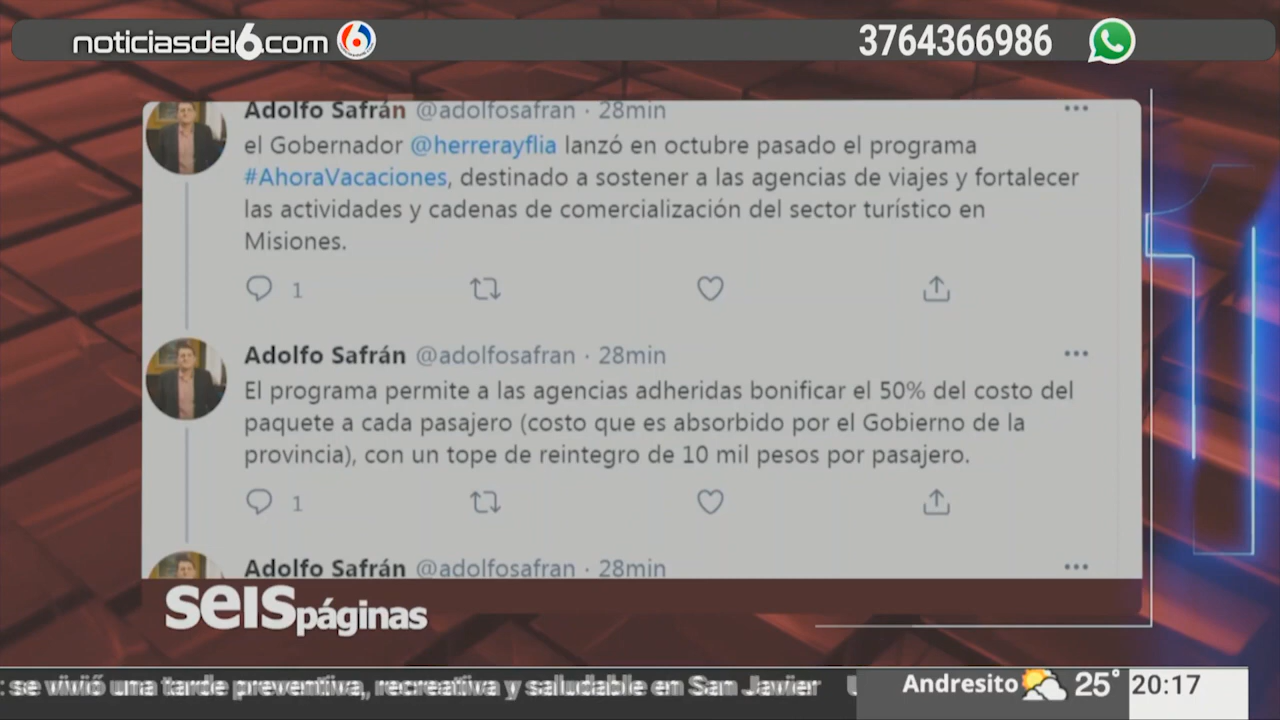 noticiasdel6.com
3764366986
Adolfo Safrán @adolfosafran · 28min
el Gobernador @herrerayflia lanzó en octubre pasado el programa
#AhoraVacaciones, destinado a sostener a las agencias de viajes y fortalecer
las actividades y cadenas de comercialización del sector turístico en
Misiones.
1
Adolfo Safrán @adolfosafran · 28min
El programa permite a las agencias adheridas bonificar el 50% del costo del
paquete a cada pasajero (costo que es absorbido por el Gobierno de la
provincia), con un tope de reintegro de 10 mil pesos por pasajero.
1
Adolfo Safrán @adolfosafran · 28min
seis páginas
: se vivió una tarde preventiva, recreativa y saludable en San Javier
Andresito 25° 20:17